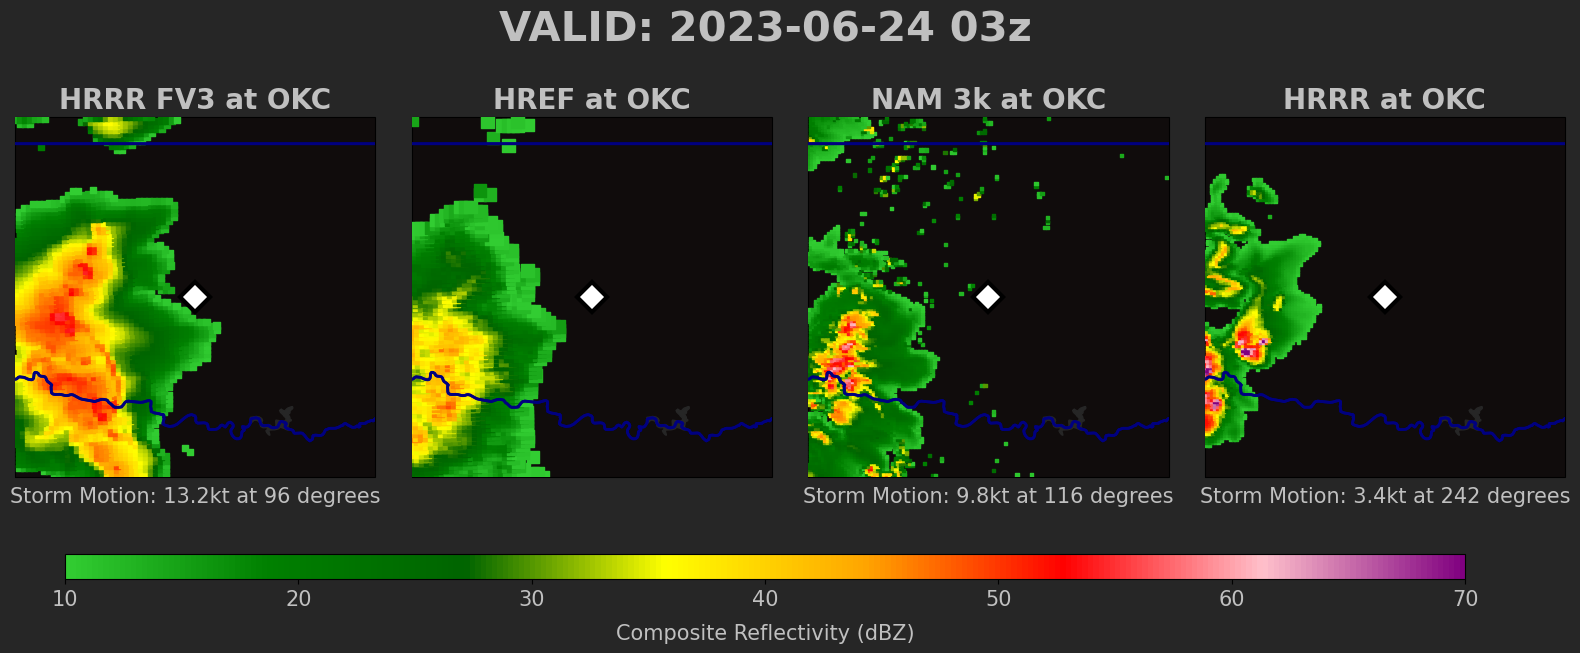 VALID: 2023-06-24 03z
HRRR FV3 at OKC
HREF at OKC
NAM 3k at OKC
HRRR at OKC
Storm Motion: 13.2kt at 96 degrees
Storm Motion: 9.8kt at 116 degrees
Storm Motion: 3.4kt at 242 degrees
10 20 30 40 50 60 70
Composite Reflectivity (dBZ)